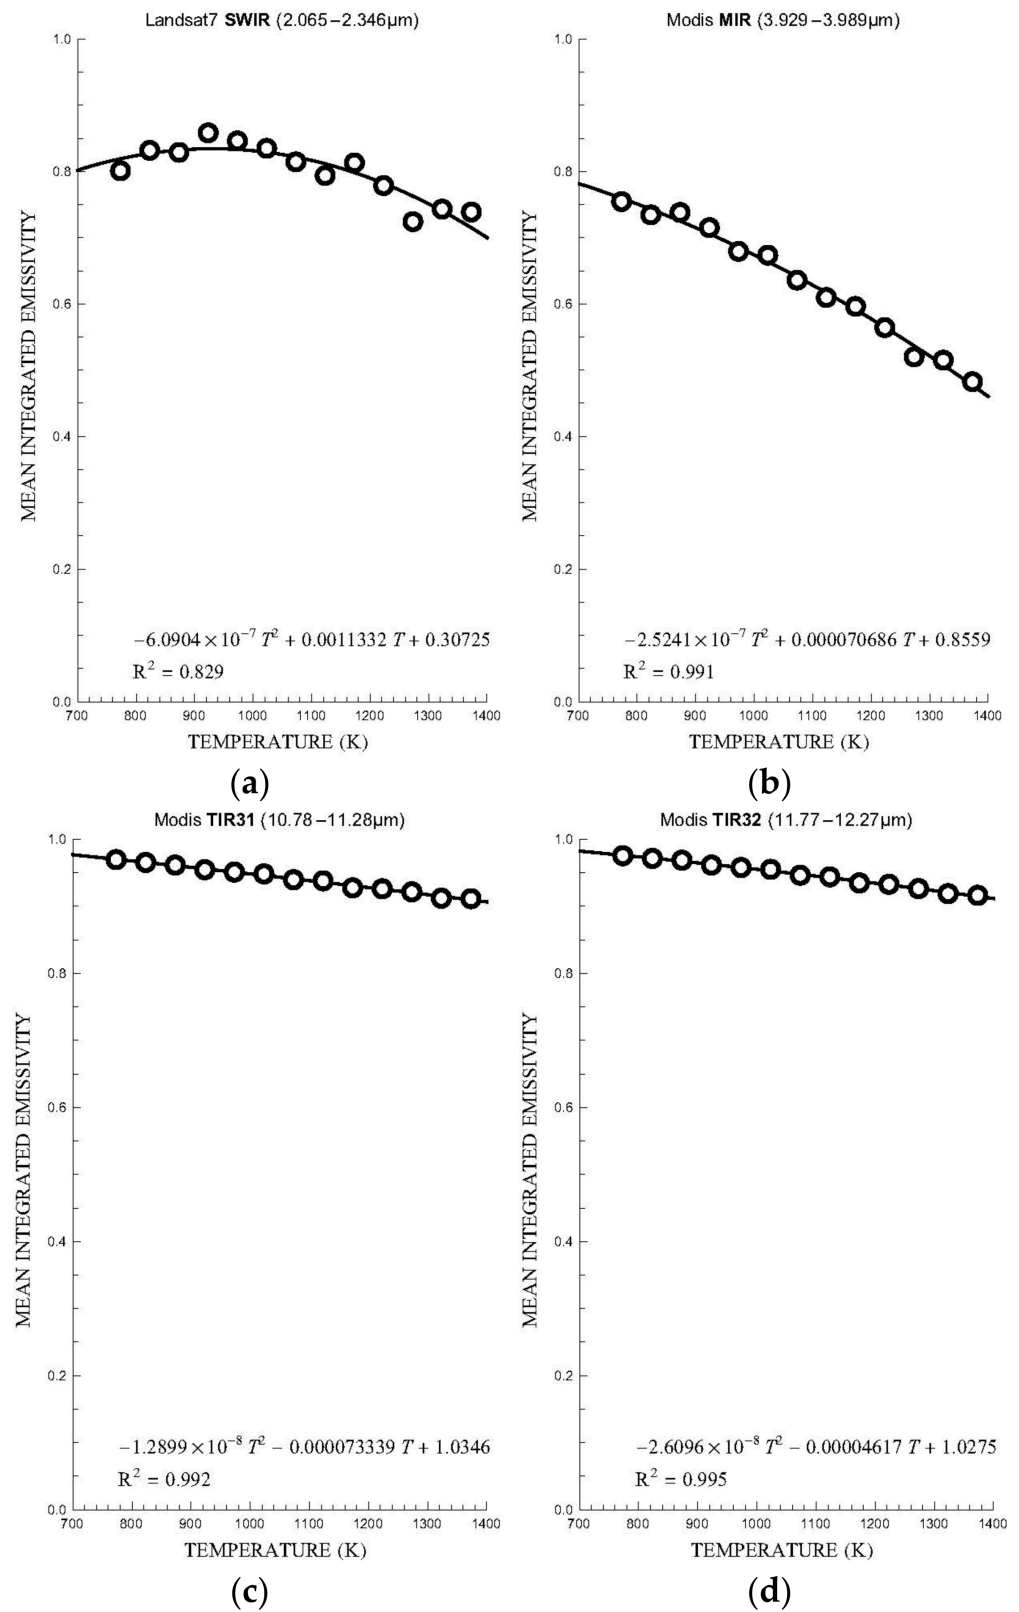 Landsat7 SWIR (2.065–2.346µm)
1.0
0.8
0.6
0.4
0.2
0.0
MEAN INTEGRATED EMISSIVITY
−6.0904 × 10⁻⁷ T² + 0.0011332 T + 0.30725
R² = 0.829
700 800 900 1000 1100 1200 1300 1400
TEMPERATURE (K)
(a)
Modis MIR (3.929–3.989µm)
1.0
0.8
0.6
0.4
0.2
0.0
MEAN INTEGRATED EMISSIVITY
−2.5241 × 10⁻⁷ T² + 0.000070686 T + 0.8559
R² = 0.991
700 800 900 1000 1100 1200 1300 1400
TEMPERATURE (K)
(b)
Modis TIR31 (10.78–11.28µm)
1.0
0.8
0.6
0.4
0.2
0.0
MEAN INTEGRATED EMISSIVITY
−1.2899 × 10⁻⁸ T² − 0.000073339 T + 1.0346
R² = 0.992
700 800 900 1000 1100 1200 1300 1400
TEMPERATURE (K)
(c)
Modis TIR32 (11.77–12.27µm)
1.0
0.8
0.6
0.4
0.2
0.0
MEAN INTEGRATED EMISSIVITY
−2.6096 × 10⁻⁸ T² − 0.00004617 T + 1.0275
R² = 0.995
700 800 900 1000 1100 1200 1300 1400
TEMPERATURE (K)
(d)